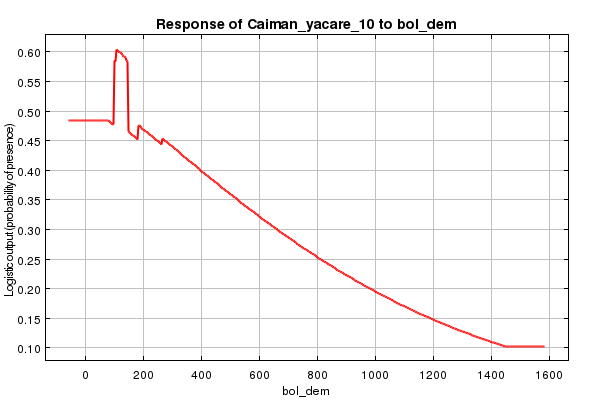 Response of Caiman_yacare_10 to bol_dem
Logistic output (probability of presence)
0.60
0.55
0.50
0.45
0.40
0.35
0.30
0.25
0.20
0.15
0.10
0 200 400 600 800 1000 1200 1400 1600
bol_dem